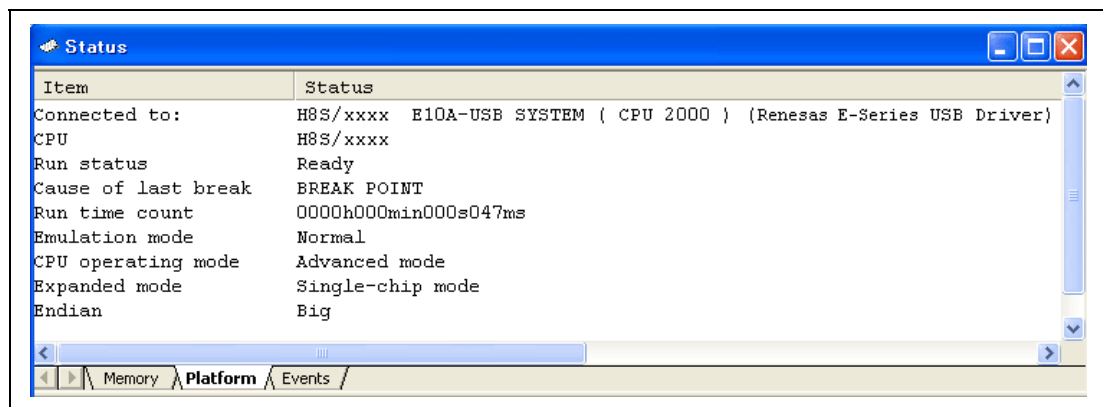 Status
Item Status
Connected to: H8S/xxxx E10A-USB SYSTEM ( CPU 2000 ) (Renesas E-Series USB Driver)
CPU H8S/xxxx
Run status Ready
Cause of last break BREAK POINT
Run time count 0000h000min000s047ms
Emulation mode Normal
CPU operating mode Advanced mode
Expanded mode Single-chip mode
Endian Big
Memory Platform Events